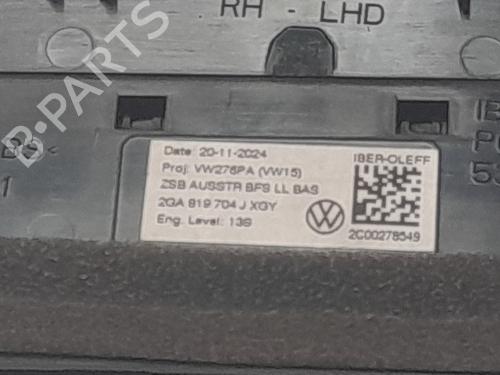 RH - LHD
B-PARTS
Date: 20-11-2024
Proj: VW276PA (VW15)
ZSB AUSSTR BFS LL BAS
2GA 819 704 J XGY
Eng. Level: 13S
IBER-OLEFF
2C00278549